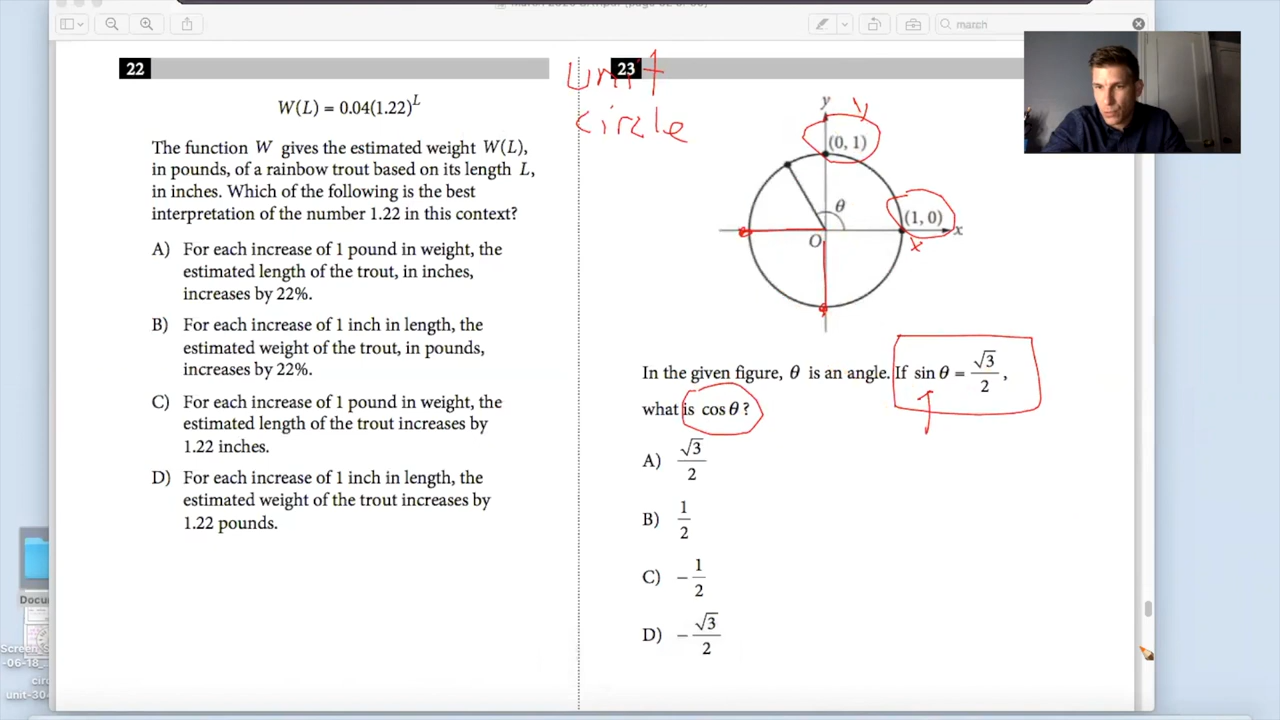 march
22
W(L) = 0.04(1.22)^L
The function W gives the estimated weight W(L),
in pounds, of a rainbow trout based on its length L,
in inches. Which of the following is the best
interpretation of the number 1.22 in this context?
A) For each increase of 1 pound in weight, the
estimated length of the trout, in inches,
increases by 22%.
B) For each increase of 1 inch in length, the
estimated weight of the trout, in pounds,
increases by 22%.
C) For each increase of 1 pound in weight, the
estimated length of the trout increases by
1.22 inches.
D) For each increase of 1 inch in length, the
estimated weight of the trout increases by
1.22 pounds.
unit
circle
23
y
y
(0, 1)
θ
(1, 0)
x
O
x
In the given figure, θ is an angle. If sin θ = √3/2,
what is cos θ ?
A) √3/2
B) 1/2
C) −1/2
D) −√3/2
Docu
Screen_S
-06-18_
cir
unit-30